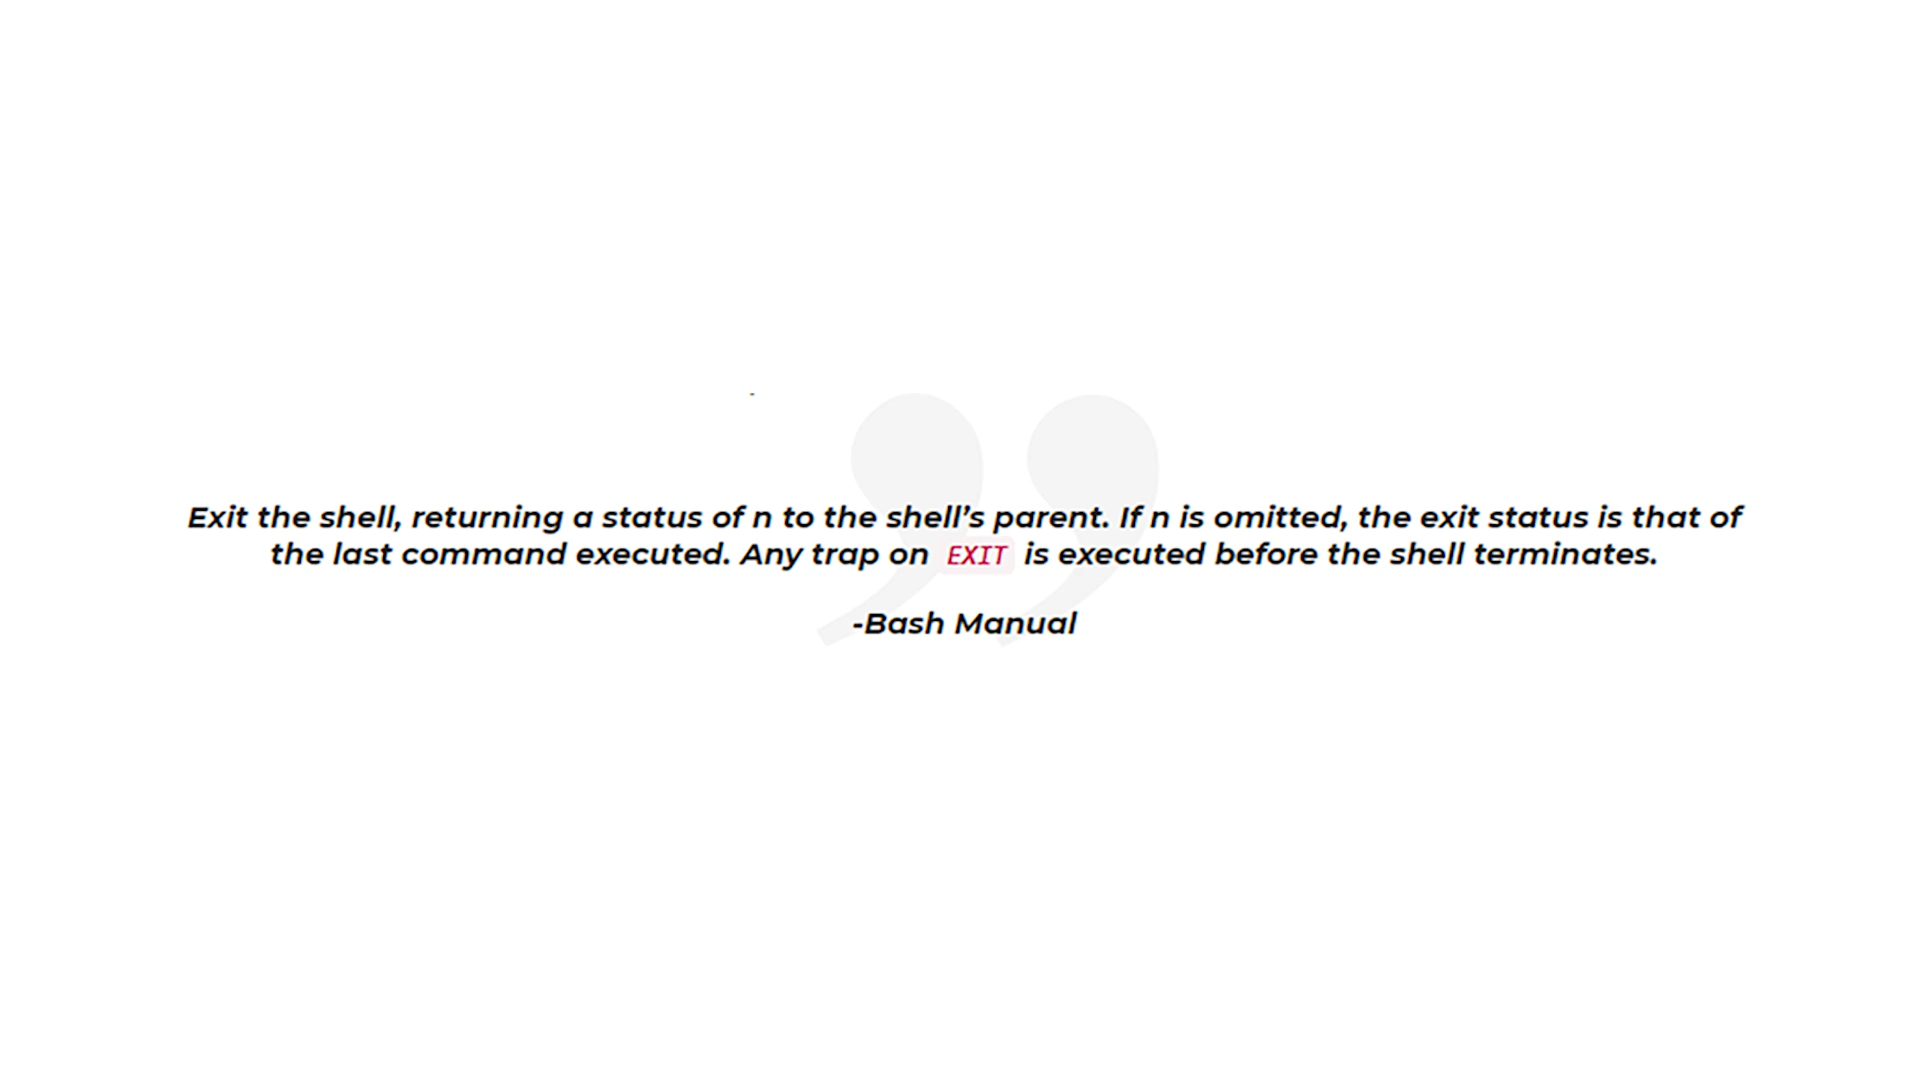 Exit the shell, returning a status of n to the shell’s parent. If n is omitted, the exit status is that of
the last command executed. Any trap on EXIT is executed before the shell terminates.
-Bash Manual